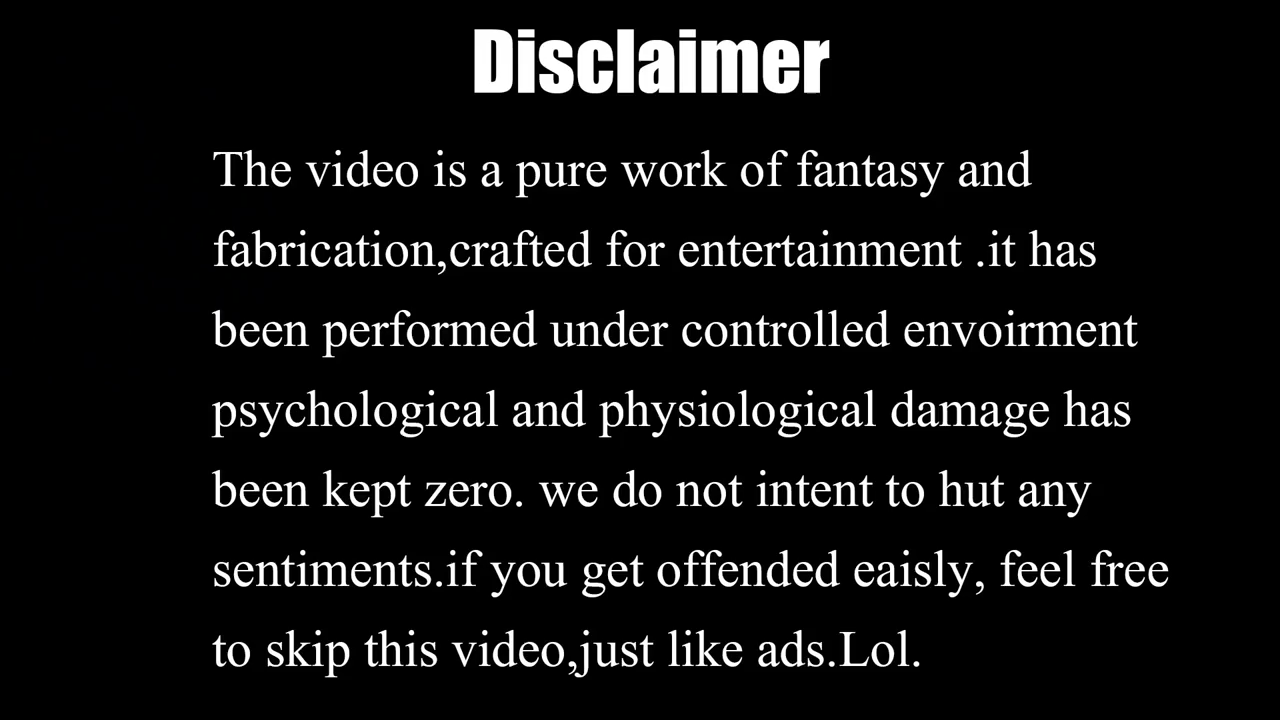 Disclaimer
The video is a pure work of fantasy and
fabrication,crafted for entertainment .it has
been performed under controlled envoirment
psychological and physiological damage has
been kept zero. we do not intent to hut any
sentiments.if you get offended eaisly, feel free
to skip this video,just like ads.Lol.